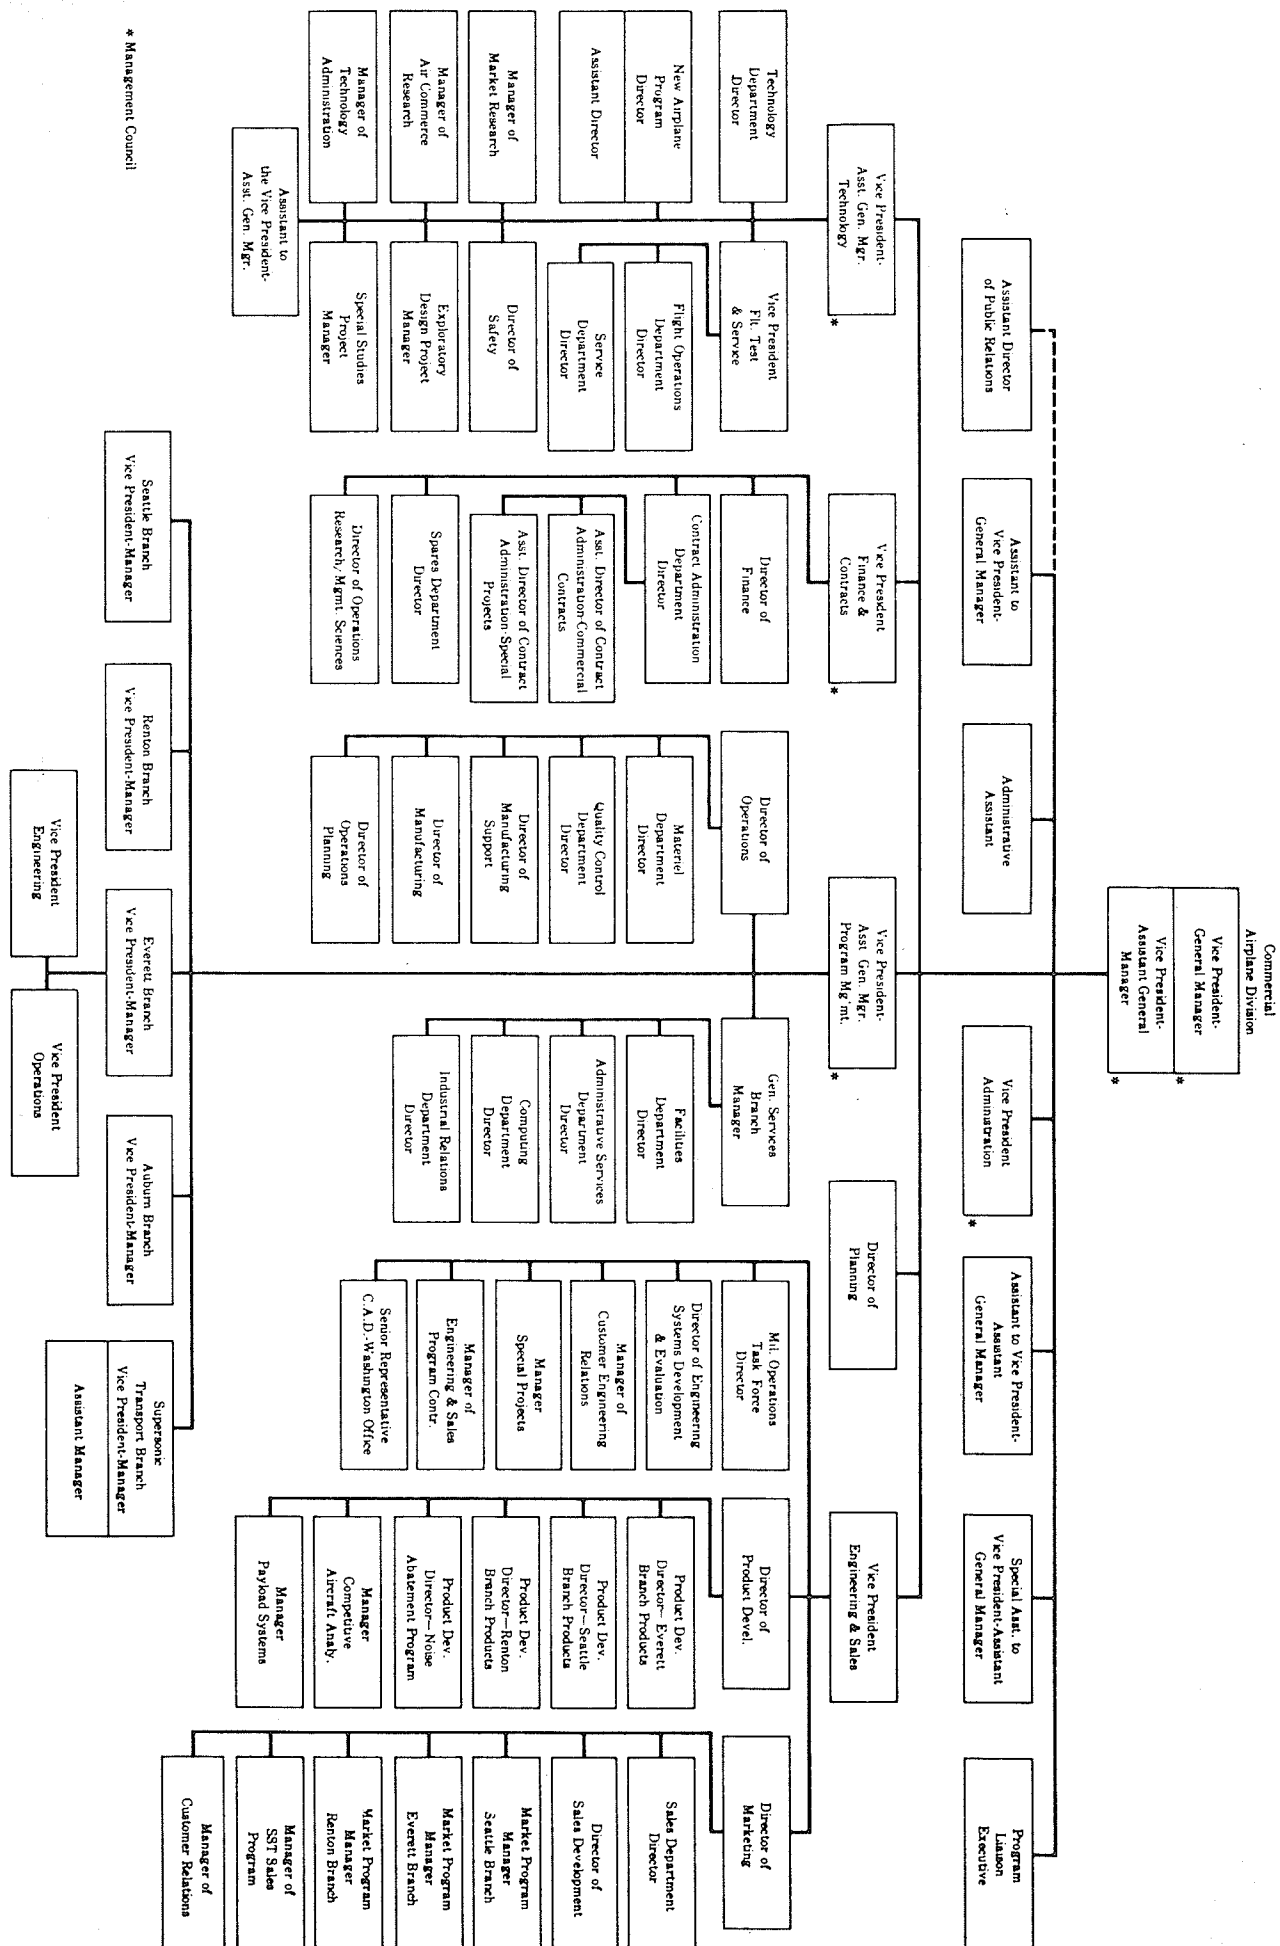 Commercial
Airplane Division
Vice President-
General Manager
*
Vice President-
Assistant General
Manager
*
Assistant Director
of Public Relations
Assistant to
Vice President-
General Manager
Administrative
Assistant
Vice President
Administration
*
Assistant to Vice President-
Assistant
General Manager
Special Asst. to
Vice President-Assistant
General Manager
Program
Liaison
Executive
Vice President-
Asst. Gen. Mgr.
Technology
*
Vice President
Finance &
Contracts
*
Vice President-
Asst Gen. Mgr.
Program Mg'mt.
*
Director of
Planning
Vice President
Engineering & Sales
Technology
Department
Director
New Airplane
Program
Director
Assistant Director
Manager of
Market Research
Manager of
Air Commerce
Research
Manager of
Technology
Administration
Vice President
Flt. Test
& Service
Flight Operations
Department
Director
Service
Department
Director
Director of
Safety
Exploratory
Design Project
Manager
Special Studies
Project
Manager
Assistant to
the Vice President-
Asst. Gen. Mgr.
Director of
Finance
Contract Administration
Department
Director
Asst. Director of Contract
Administration-Commercial
Contracts
Asst. Director of Contract
Administration-Special
Projects
Spares Department
Director
Director of Operations
Research/Mgmt. Sciences
Director of
Operations
Materiel
Department
Director
Quality Control
Department
Director
Director of
Manufacturing
Support
Director of
Manufacturing
Director of
Operations
Planning
Gen. Services
Branch
Manager
Facilities
Department
Director
Administrative Services
Department
Director
Computing
Department
Director
Industrial Relations
Department
Director
Mil. Operations
Task Force
Director
Director of Engineering
Systems Development
& Evaluation
Manager of
Customer Engineering
Relations
Manager
Special Projects
Manager of
Engineering & Sales
Program Contr.
Senior Representative
C.A.D.-Washington Office
Director of
Product Devel.
Product Dev.
Director—Everett
Branch Products
Product Dev.
Director—Seattle
Branch Products
Product Dev.
Director—Renton
Branch Products
Product Dev.
Director—Noise
Abatement Program
Manager
Competitive
Aircraft Analy.
Manager
Payload Systems
Director of
Marketing
Sales Department
Director
Director of
Sales Development
Market Program
Manager
Seattle Branch
Market Program
Manager
Everett Branch
Market Program
Manager
Renton Branch
Manager of
SST Sales
Program
Manager of
Customer Relations
Seattle Branch
Vice President-Manager
Renton Branch
Vice President-Manager
Everett Branch
Vice President-Manager
Auburn Branch
Vice President-Manager
Supersonic
Transport Branch
Vice President-Manager
Assistant Manager
Vice President
Engineering
Vice President
Operations
* Management Council